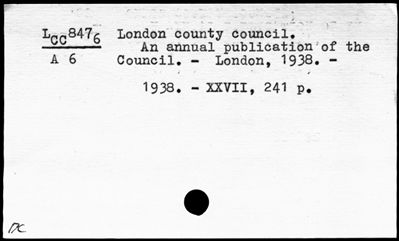 LCC8476 London county council.
A 6 An annual publication of the
Council. - London, 1938. -
1938. - XXVII, 241 p.